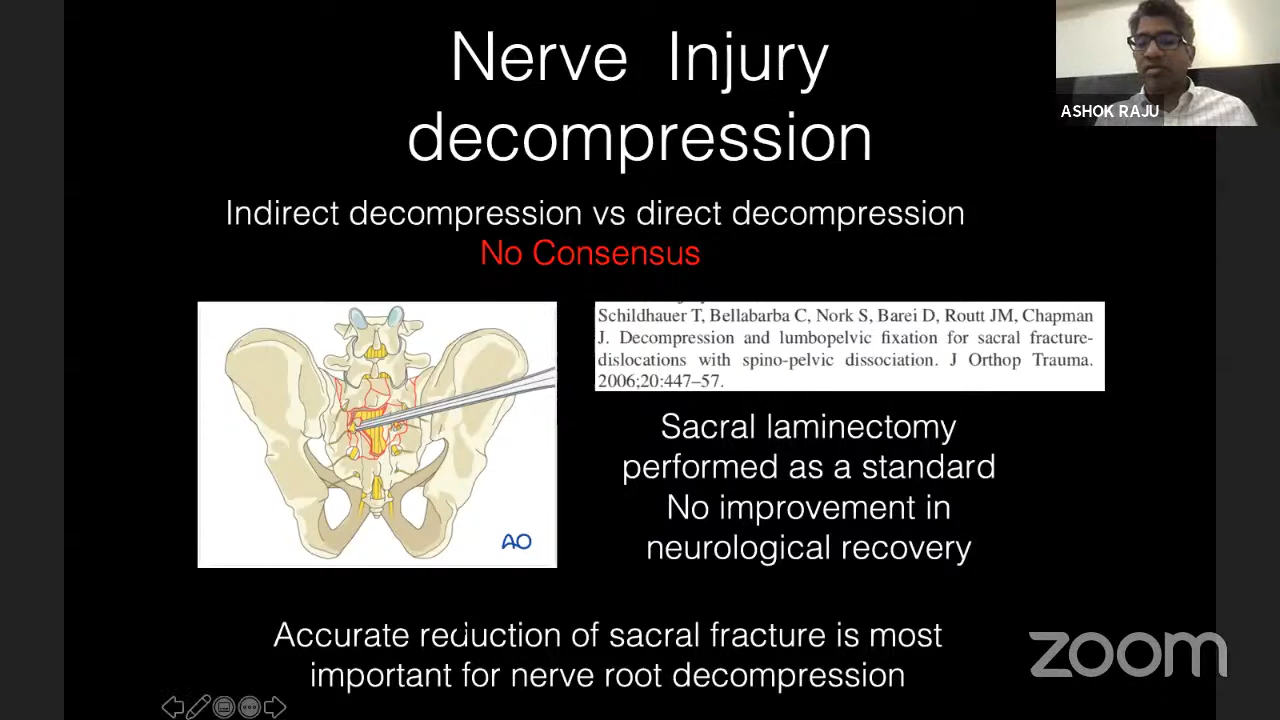 Nerve Injury
decompression
ASHOK RAJU
Indirect decompression vs direct decompression
No Consensus
Schildhauer T, Bellabarba C, Nork S, Barei D, Routt JM, Chapman
J. Decompression and lumbopelvic fixation for sacral fracture-
dislocations with spino-pelvic dissociation. J Orthop Trauma.
2006;20:447–57.
AO
Sacral laminectomy
performed as a standard
No improvement in
neurological recovery
Accurate reduction of sacral fracture is most
important for nerve root decompression
zoom